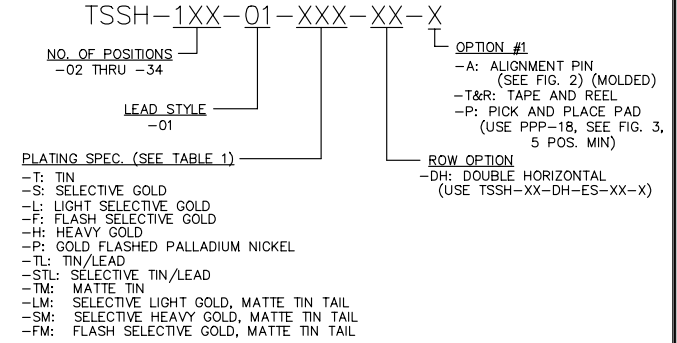 TSSH-1XX-01-XXX-XX-X
NO. OF POSITIONS
-02 THRU -34
LEAD STYLE
-01
PLATING SPEC. (SEE TABLE 1)
-T: TIN
-S: SELECTIVE GOLD
-L: LIGHT SELECTIVE GOLD
-F: FLASH SELECTIVE GOLD
-H: HEAVY GOLD
-P: GOLD FLASHED PALLADIUM NICKEL
-TL: TIN/LEAD
-STL: SELECTIVE TIN/LEAD
-TM: MATTE TIN
-LM: SELECTIVE LIGHT GOLD, MATTE TIN TAIL
-SM: SELECTIVE HEAVY GOLD, MATTE TIN TAIL
-FM: FLASH SELECTIVE GOLD, MATTE TIN TAIL
OPTION #1
-A: ALIGNMENT PIN
(SEE FIG. 2) (MOLDED)
-T&R: TAPE AND REEL
-P: PICK AND PLACE PAD
(USE PPP-18, SEE FIG. 3,
5 POS. MIN)
ROW OPTION
-DH: DOUBLE HORIZONTAL
(USE TSSH-XX-DH-ES-XX-X)